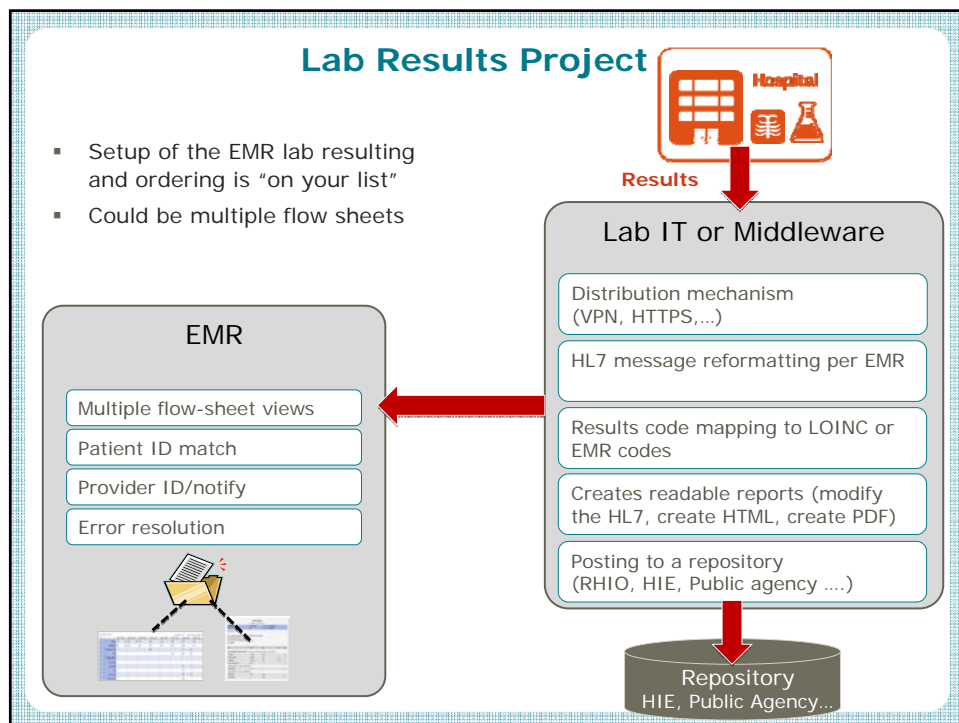 Lab Results Project
Hospital
▪ Setup of the EMR lab resulting
and ordering is “on your list”
▪ Could be multiple flow sheets
Results
Lab IT or Middleware
Distribution mechanism
(VPN, HTTPS,...)
HL7 message reformatting per EMR
Results code mapping to LOINC or
EMR codes
Creates readable reports (modify
the HL7, create HTML, create PDF)
Posting to a repository
(RHIO, HIE, Public agency ....)
EMR
Multiple flow-sheet views
Patient ID match
Provider ID/notify
Error resolution
Repository
HIE, Public Agency...